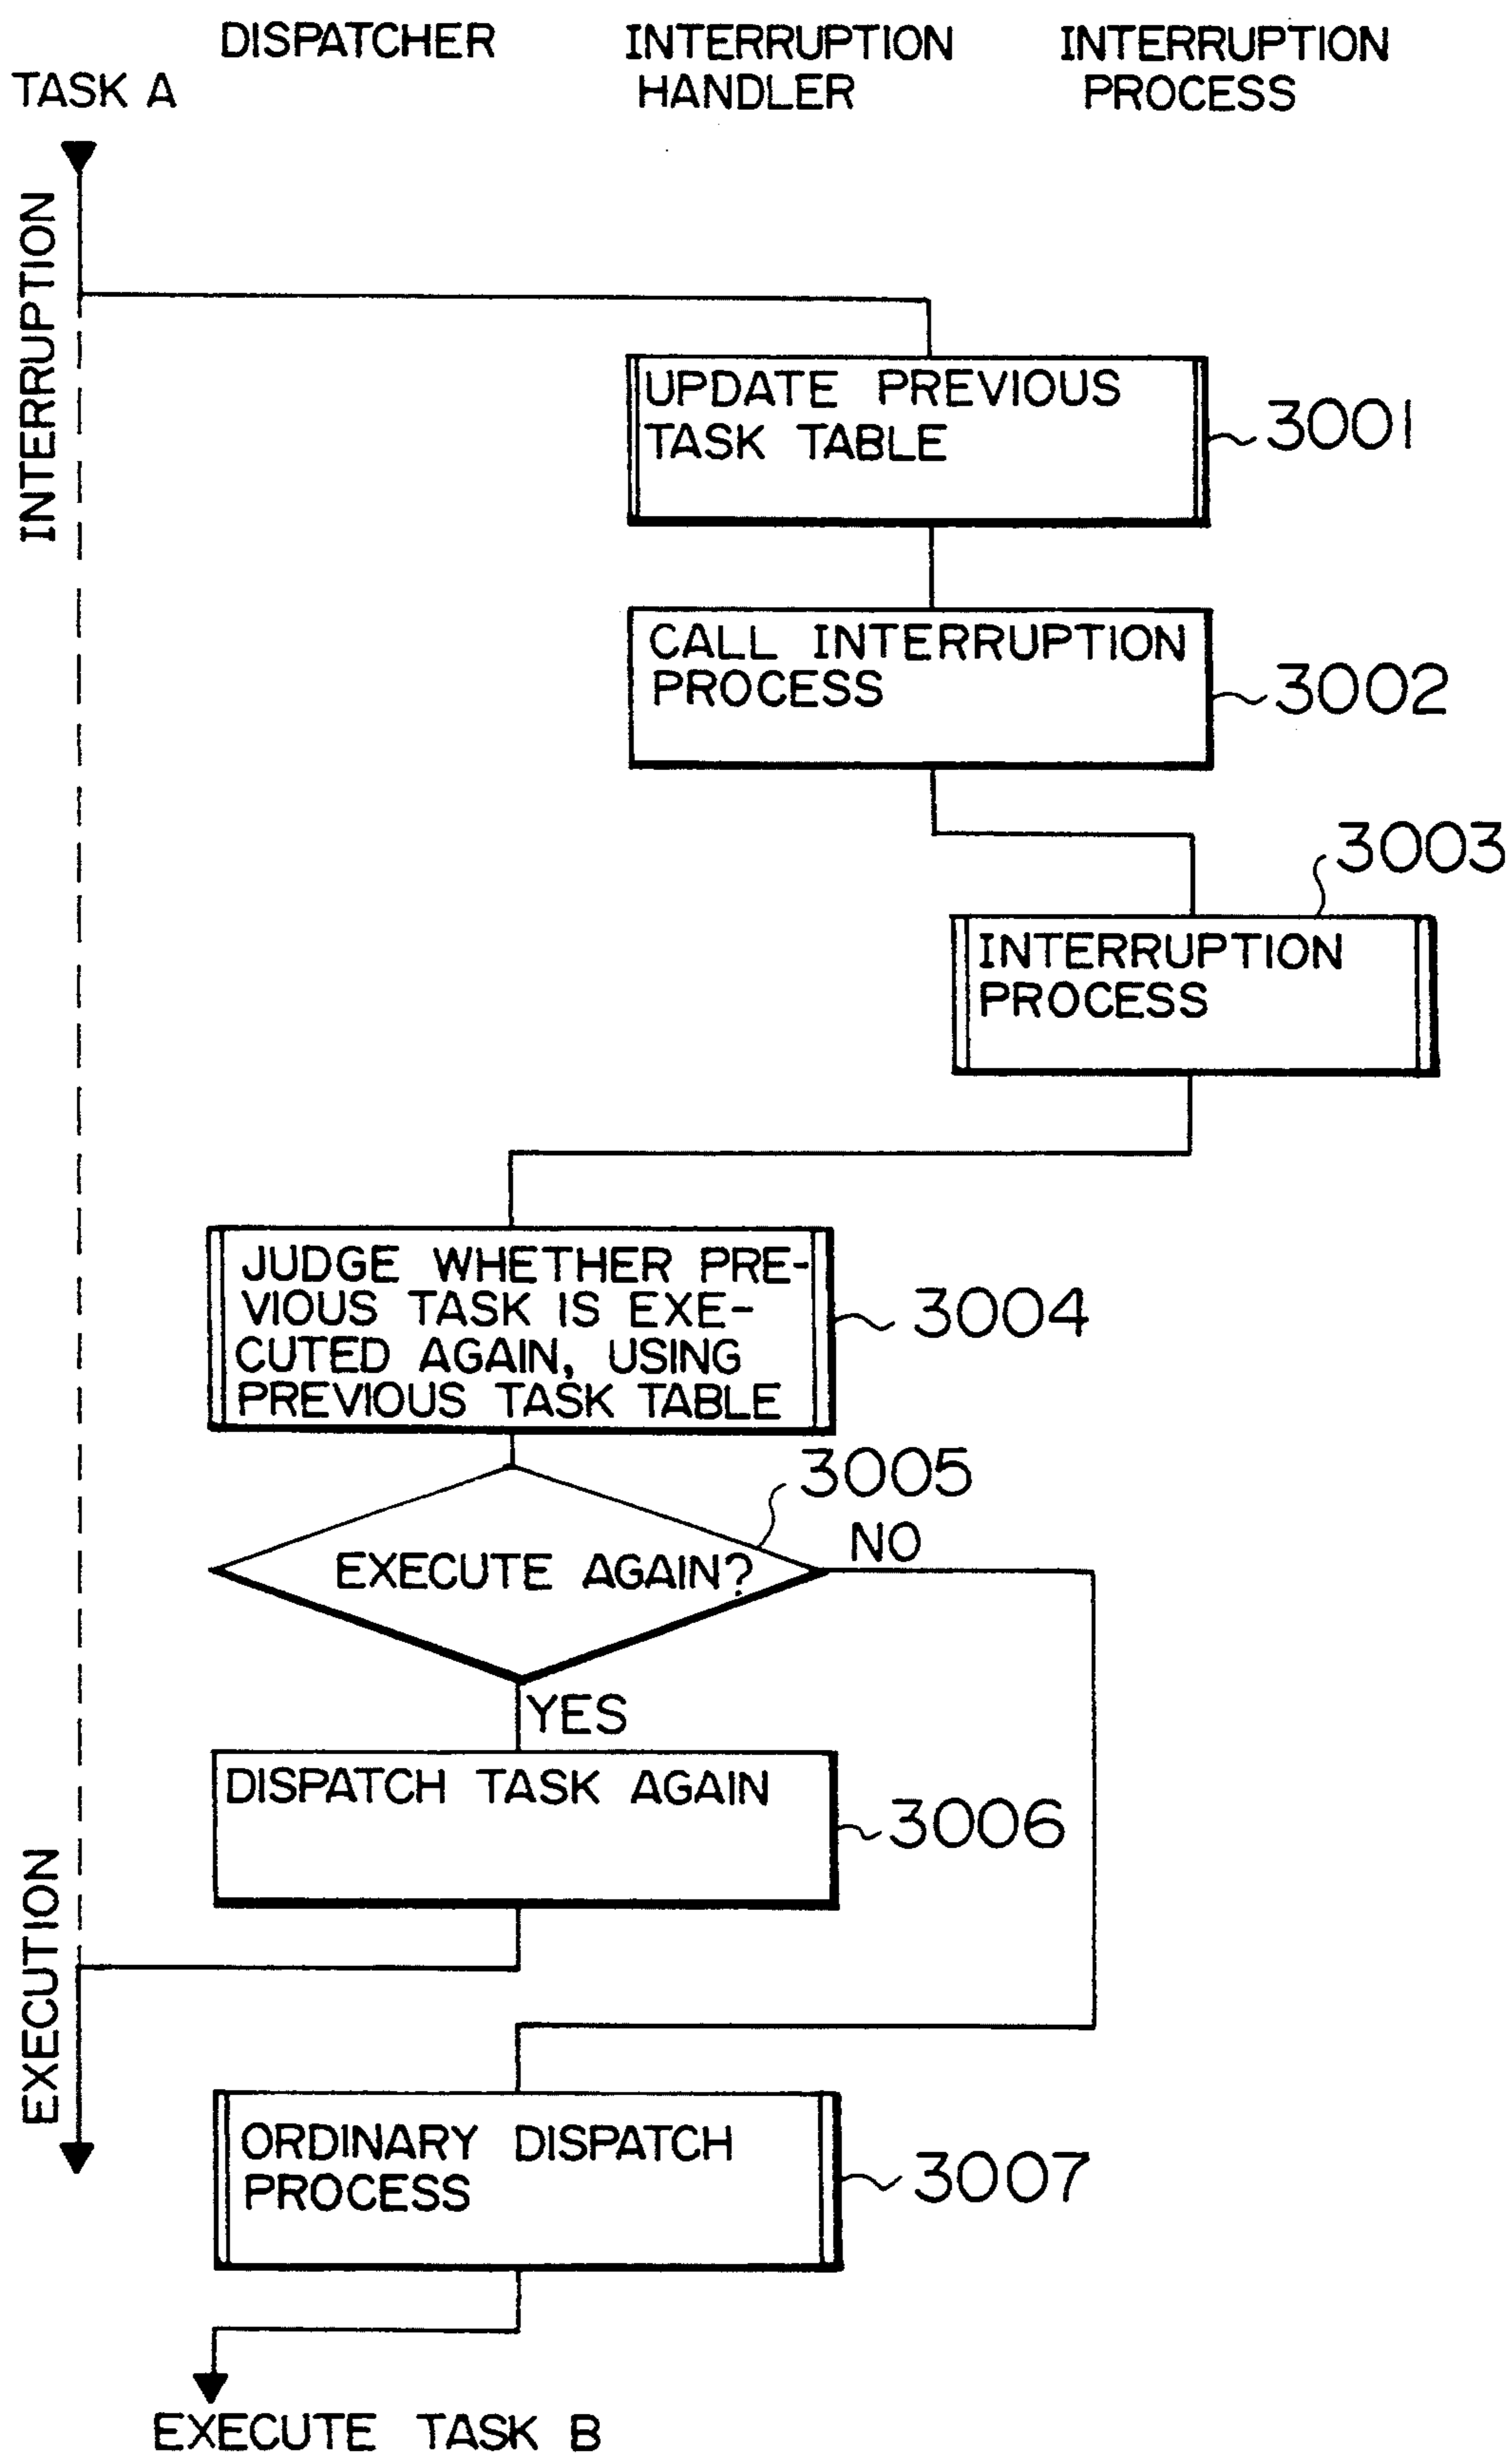 DISPATCHER
INTERRUPTION
HANDLER
INTERRUPTION
PROCESS
TASK A
INTERRUPTION
UPDATE PREVIOUS
TASK TABLE
3001
CALL INTERRUPTION
PROCESS
3002
3003
INTERRUPTION
PROCESS
JUDGE WHETHER PRE-
VIOUS TASK IS EXE-
CUTED AGAIN, USING
PREVIOUS TASK TABLE
3004
3005
EXECUTE AGAIN?
NO
YES
DISPATCH TASK AGAIN
3006
EXECUTION
ORDINARY DISPATCH
PROCESS
3007
EXECUTE TASK B